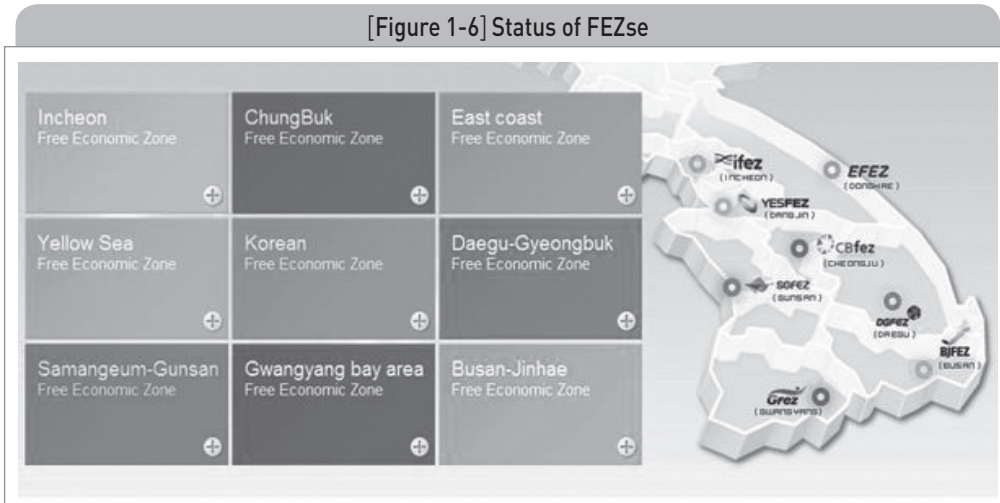 [Figure 1-6] Status of FEZse
Incheon
Free Economic Zone
ChungBuk
Free Economic Zone
East coast
Free Economic Zone
Yellow Sea
Free Economic Zone
Korean
Free Economic Zone
Daegu-Gyeongbuk
Free Economic Zone
Samangeum-Gunsan
Free Economic Zone
Gwangyang bay area
Free Economic Zone
Busan-Jinhae
Free Economic Zone
ifez
(INCHEON)
EFEZ
(DONGHAE)
YESFEZ
(DANGJIN)
CBfez
(CHEONGJU)
SGFEZ
(GUNSAN)
DGFEZ
(DAEGU)
BJFEZ
(BUSAN)
Gfez
(GWANGYANG)